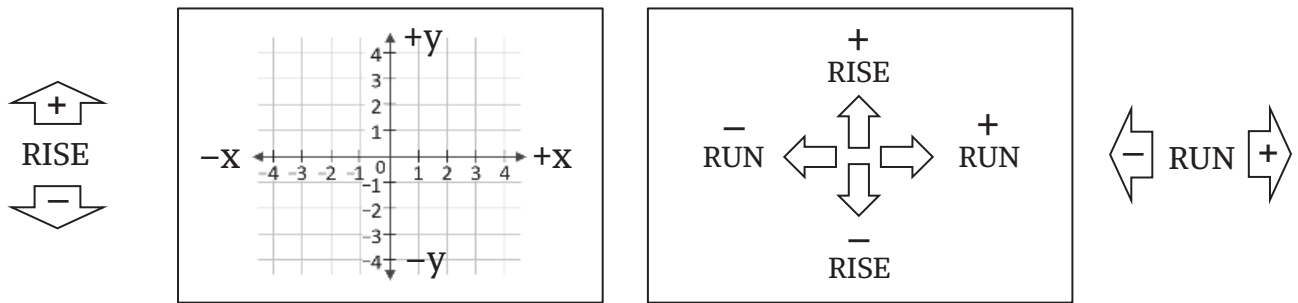 +
RISE
−
+y
4
3
2
1
−x
−4 −3 −2 −1 0 1 2 3 4
+x
−1
−2
−3
−4
−y
+
RISE
−
RUN
+
RUN
−
RISE
− RUN +